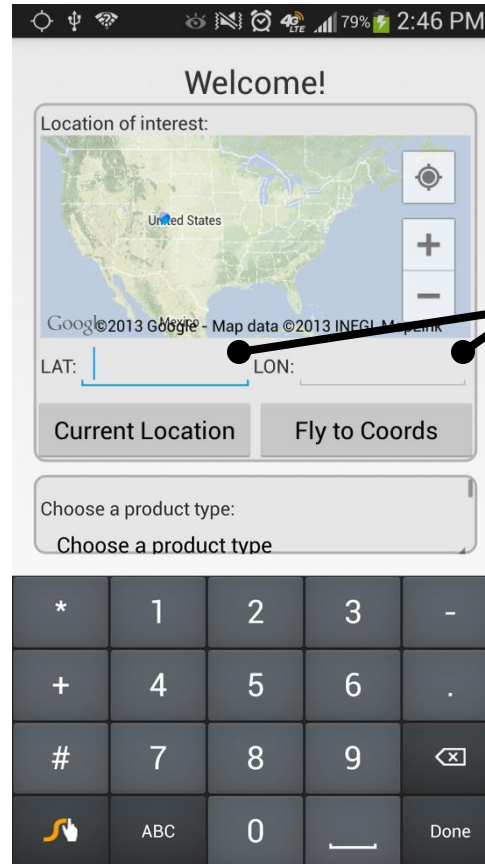 4G LTE 79% 2:46 PM
Welcome!
Location of interest:
United States
Mexico
Google ©2013 Google - Map data ©2013 INEGI, MapLink
LAT: LON:
Current Location Fly to Coords
Choose a product type:
Choose a product type
* 1 2 3 -
+ 4 5 6 .
# 7 8 9
ABC 0 Done